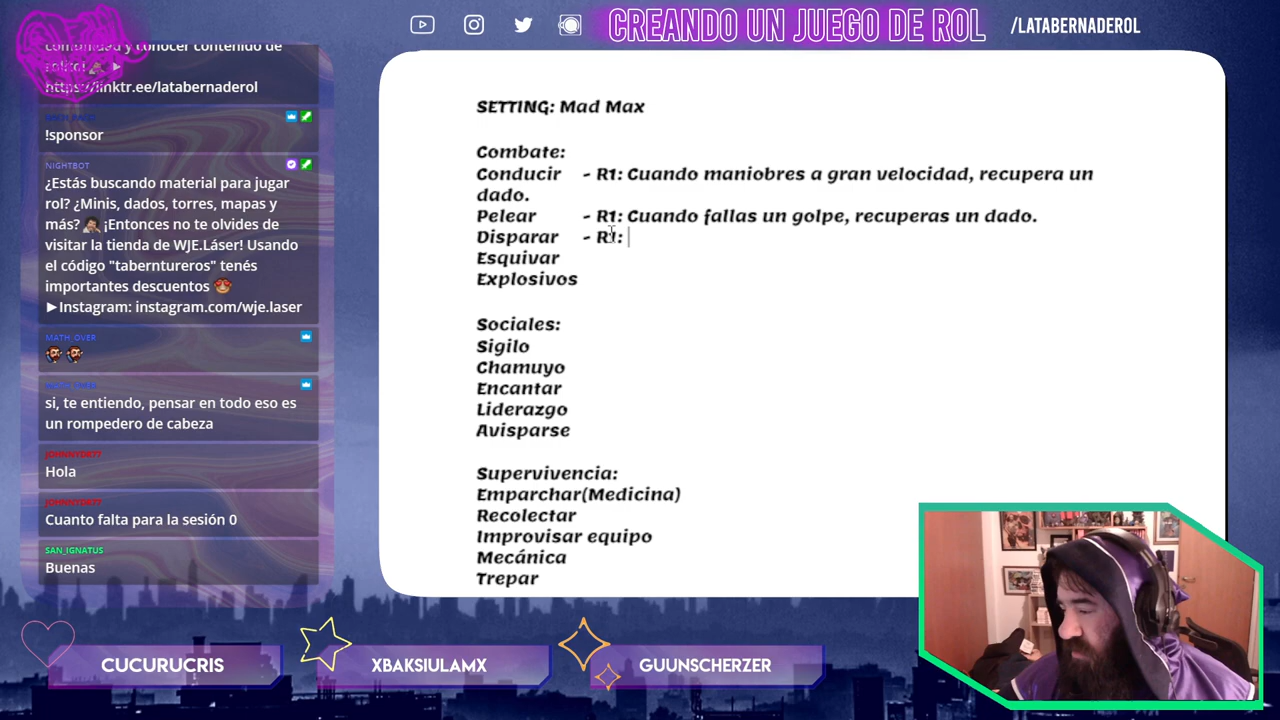 CREANDO UN JUEGO DE ROL
/LATABERNADEROL
comunidad y conocer contenido de
https://linktr.ee/latabernaderol
!sponsor
NIGHTBOT
¿Estás buscando material para jugar
rol? ¿Minis, dados, torres, mapas y
más? ¡Entonces no te olvides de
visitar la tienda de WJE.Láser! Usando
el código "taberntureros" tenés
importantes descuentos
►Instagram: instagram.com/wje.laser
MATH_OVER
si, te entiendo, pensar en todo eso es
un rompedero de cabeza
Hola
Cuanto falta para la sesión 0
SAN_IGNATUS
Buenas
SETTING: Mad Max
Combate:
Conducir - R1: Cuando maniobres a gran velocidad, recupera un
dado.
Pelear - R1: Cuando fallas un golpe, recuperas un dado.
Disparar - R1:
Esquivar
Explosivos
Sociales:
Sigilo
Chamuyo
Encantar
Liderazgo
Avisparse
Supervivencia:
Emparchar(Medicina)
Recolectar
Improvisar equipo
Mecánica
Trepar
CUCURUCRIS
XBAKSIULAMX
GUUNSCHERZER